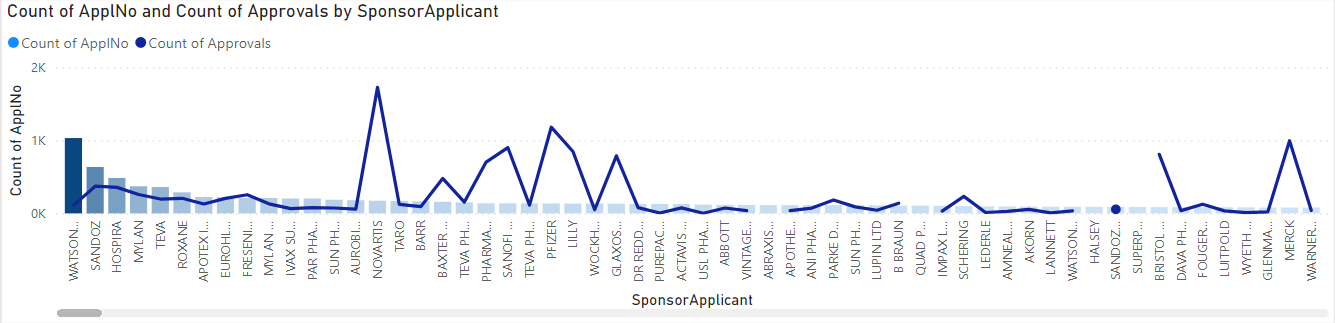 Count of ApplNo and Count of Approvals by SponsorApplicant
Count of ApplNo Count of Approvals
2K
1K
0K
Count of ApplNo
WATSON...
SANDOZ
HOSPIRA
MYLAN
TEVA
ROXANE
APOTEX I...
EUROHL...
FRESENI...
MYLAN ...
IVAX SU...
PAR PHA...
SUN PH...
AUROBI...
NOVARTIS
TARO
BARR
BAXTER ...
TEVA PH...
PHARMA...
SANOFI ...
TEVA PH...
PFIZER
LILLY
WOCKH...
GLAXOS...
DR REDD...
PUREPAC...
ACTAVIS ...
USL PHA...
ABBOTT
VINTAGE...
ABRAXIS...
APOTHE...
ANI PHA...
PARKE D...
SUN PH...
LUPIN LTD
B BRAUN
QUAD P...
IMPAX L...
SCHERING
LEDERLE
AMNEAL...
AKORN
LANNETT
WATSON...
HALSEY
SANDOZ...
SUPERP...
BRISTOL ...
DAVA PH...
FOUGER...
LUITPOLD
WYETH ...
GLENMA...
MERCK
WARNER...
SponsorApplicant